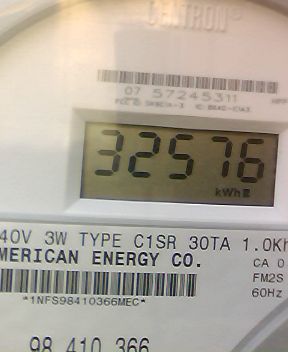 CENTRON®
07 57245311
32576
kWh
40V 3W TYPE C1SR 30TA 1.0Kh
MERICAN ENERGY CO.
CA 0
FM2S
60Hz
*1NFS98410366MEC*
98 410 366